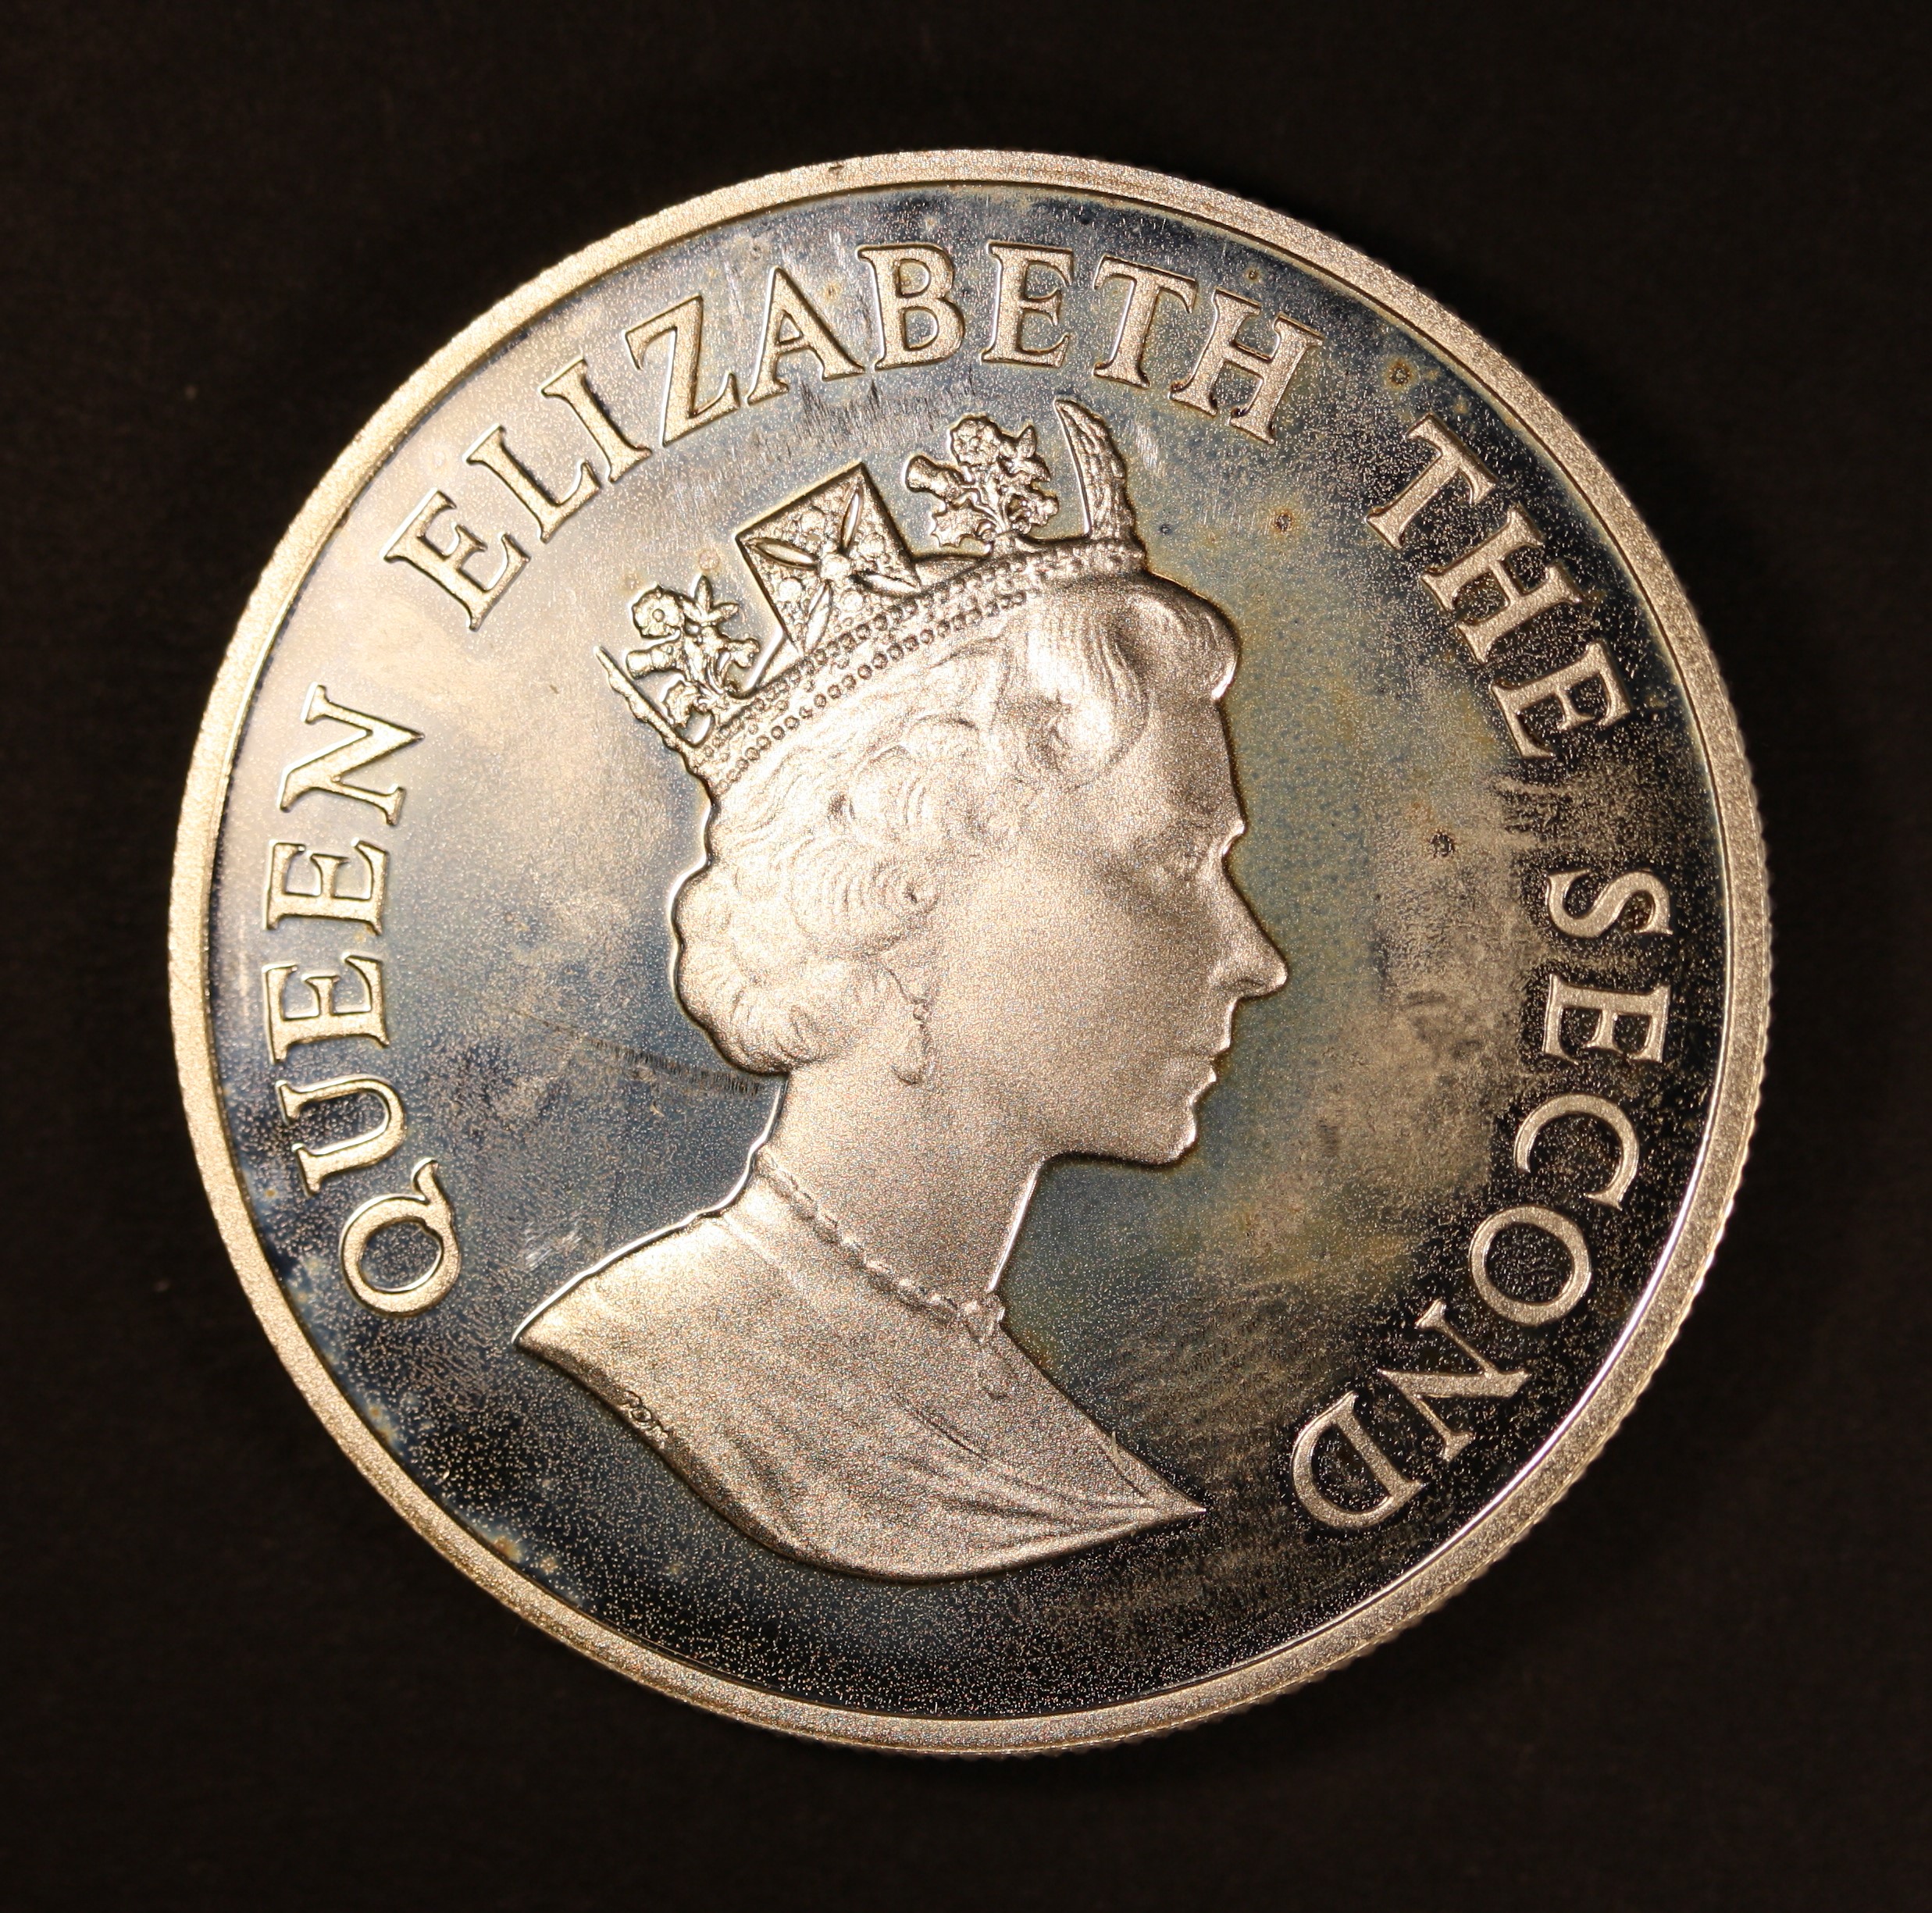 QUEEN ELIZABETH THE SECOND